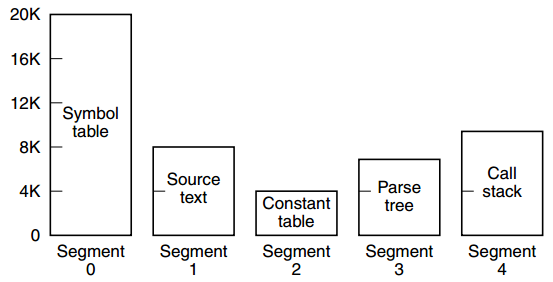 20K
16K
12K
8K
4K
0
Symbol
table
Source
text
Constant
table
Parse
tree
Call
stack
Segment
0
Segment
1
Segment
2
Segment
3
Segment
4